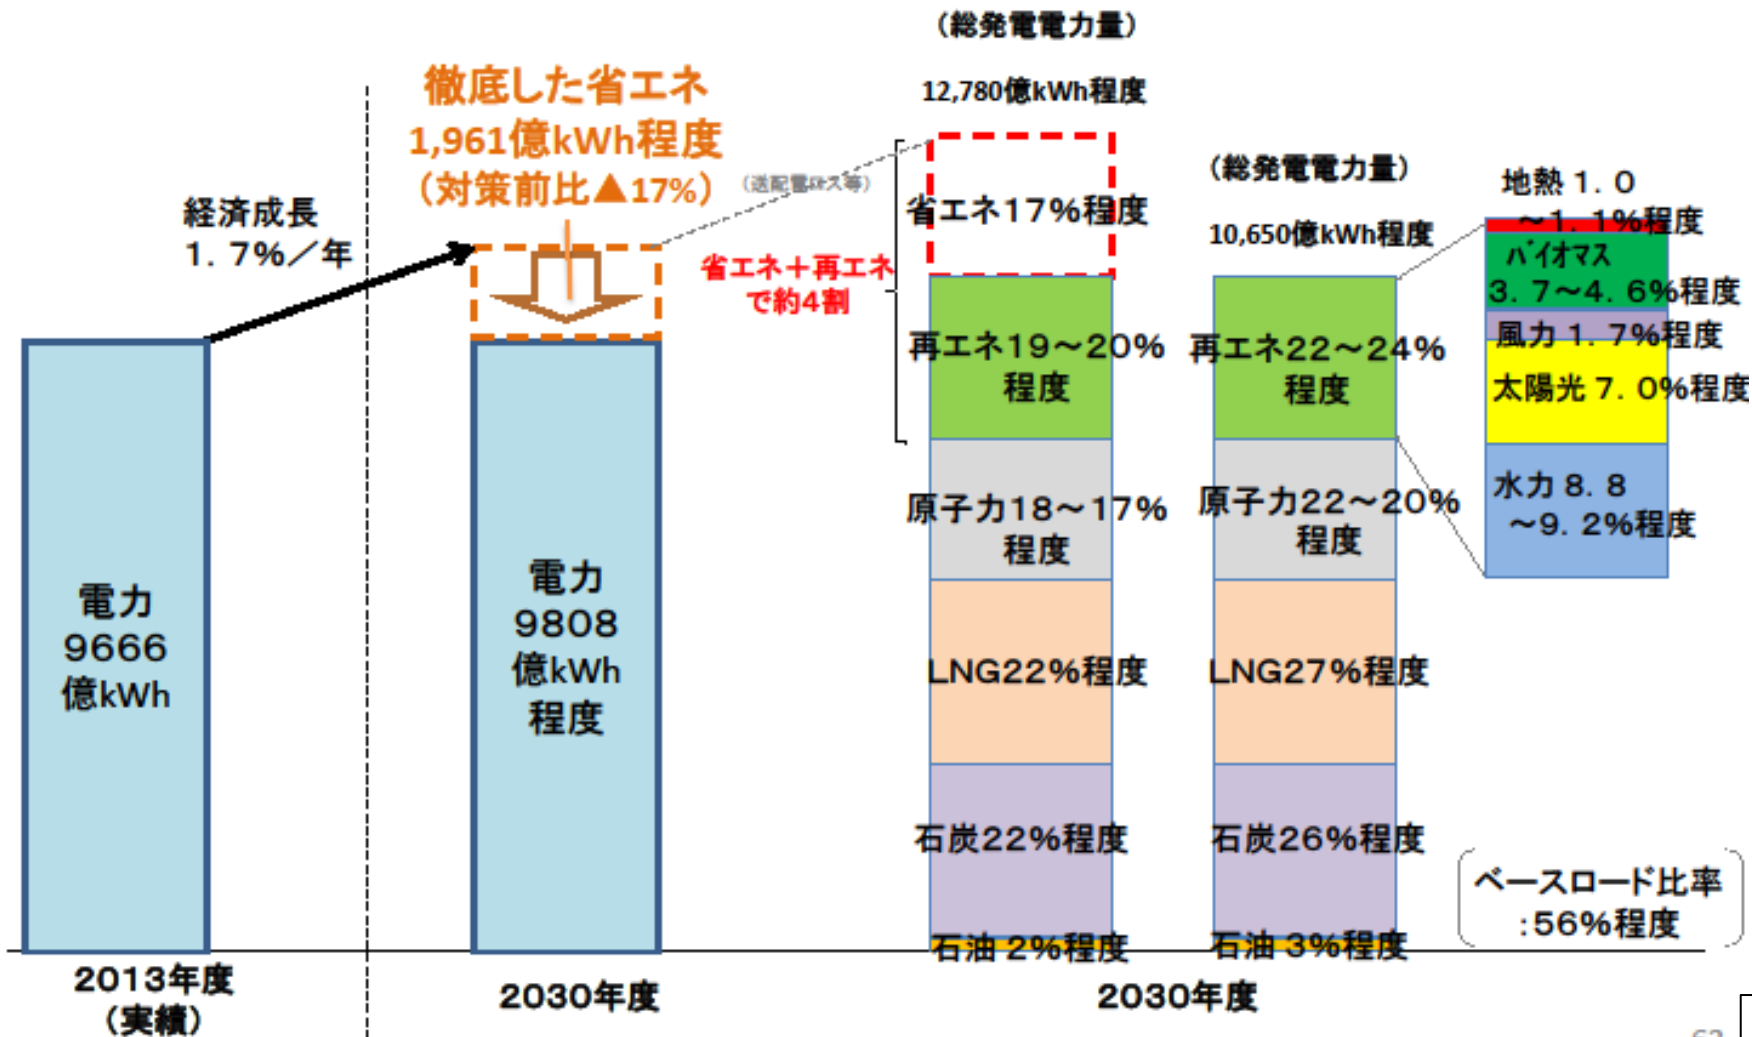 (総発電電力量)
12,780億kWh程度
徹底した省エネ
1,961億kWh程度
(対策前比▲17%)
(送配電ロス等)
(総発電電力量)
10,650億kWh程度
経済成長
1.7%/年
省エネ+再エネ
で約4割
省エネ17%程度
再エネ19~20%
程度
原子力18~17%
程度
LNG22%程度
石炭22%程度
石油 2%程度
再エネ22~24%
程度
原子力22~20%
程度
LNG27%程度
石炭26%程度
石油 3%程度
地熱 1.0
~1.1%程度
バイオマス
3.7~4.6%程度
風力 1.7%程度
太陽光 7.0%程度
水力 8.8
~9.2%程度
ベースロード比率
:56%程度
電力
9666
億kWh
電力
9808
億kWh
程度
2013年度
(実績)
2030年度
2030年度